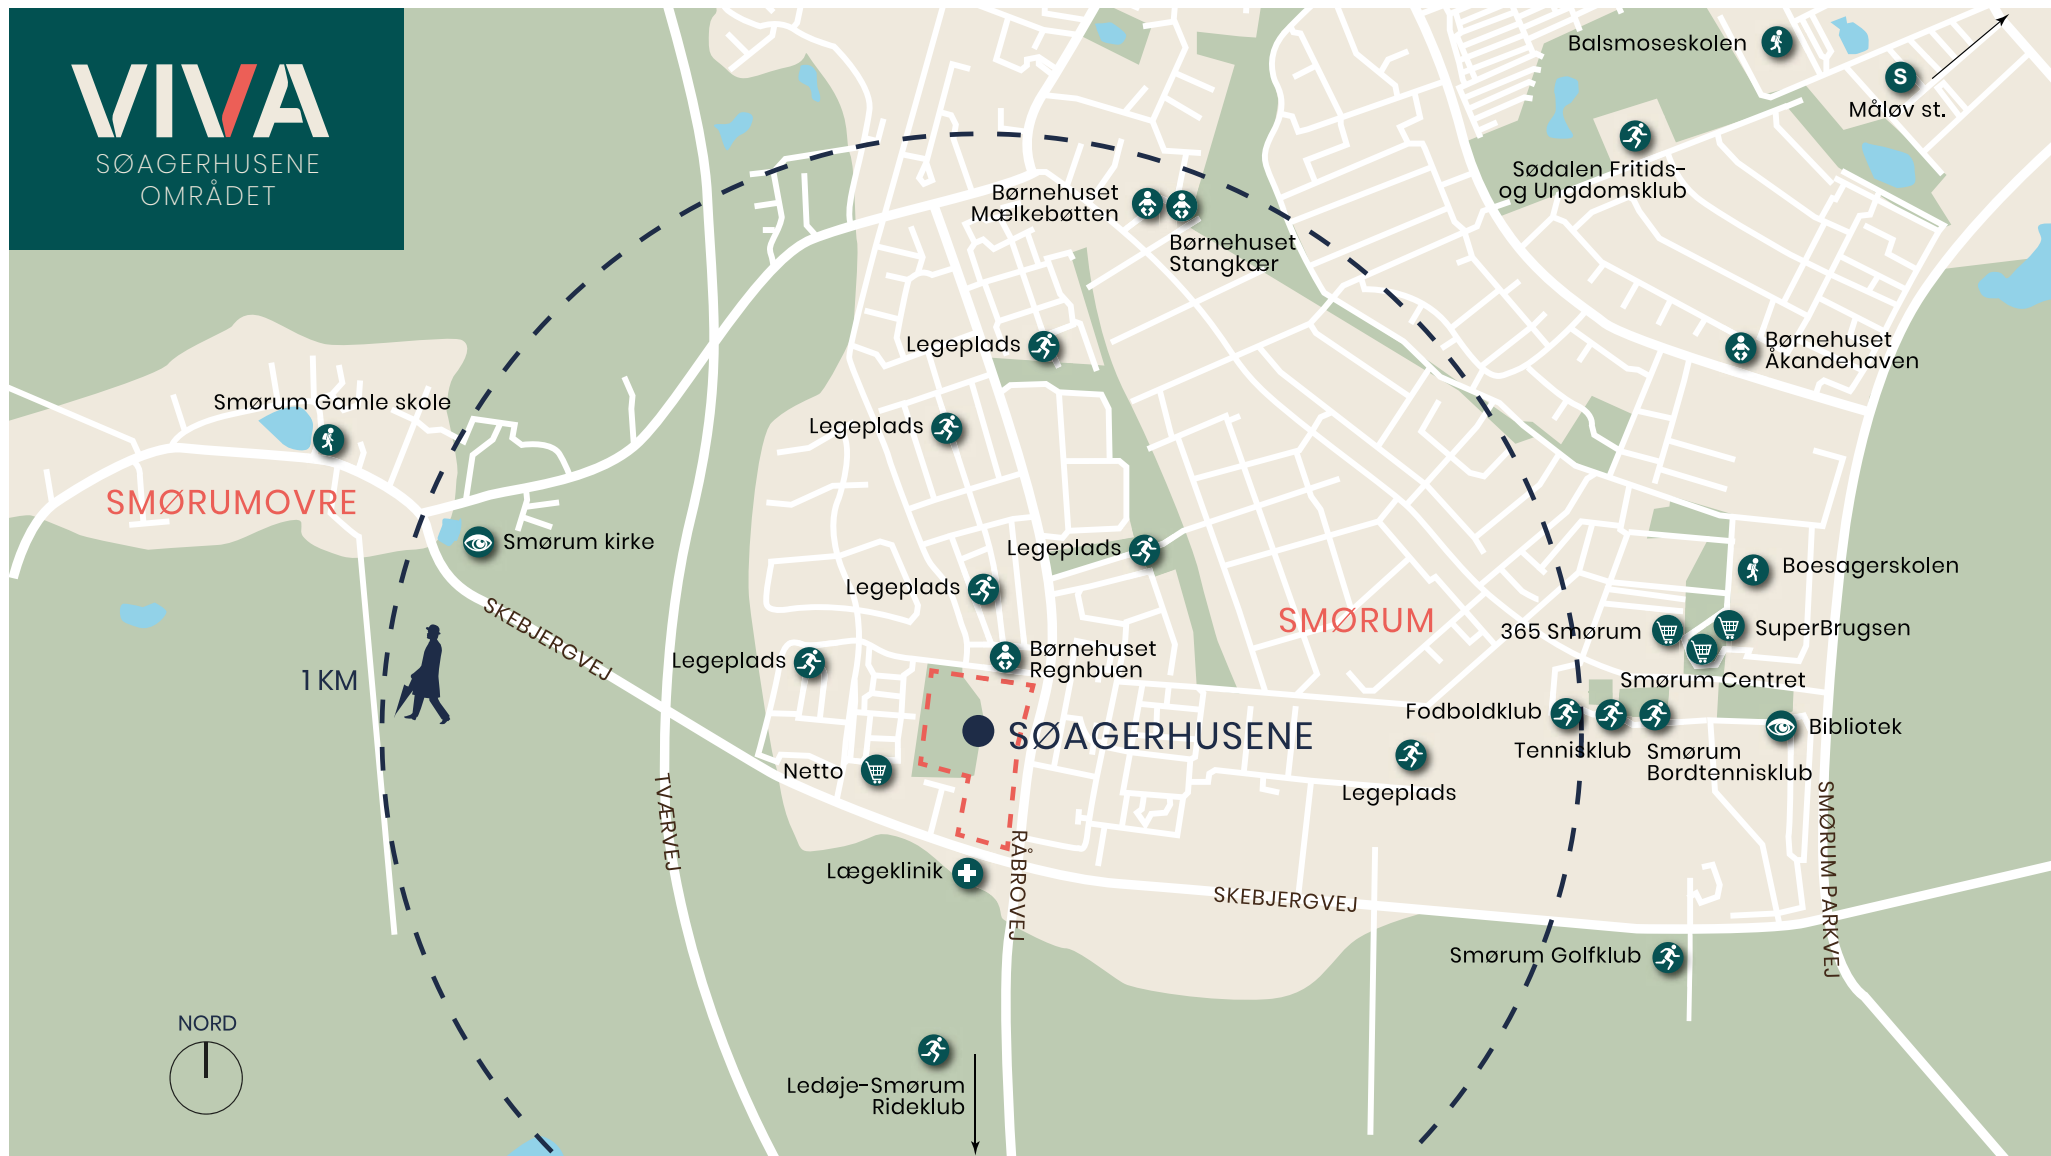 VIVA
SØAGERHUSENE
OMRÅDET
Balsmoseskolen
S
Måløv st.
Sødalen Fritids-
og Ungdomsklub
Børnehuset
Mælkebøtten
Børnehuset
Stangkær
Legeplads
Børnehuset
Åkandehaven
Smørum Gamle skole
Legeplads
SMØRUMOVRE
Smørum kirke
Legeplads
Boesagerskolen
Legeplads
SKEBJERGVEJ
SMØRUM
365 Smørum
SuperBrugsen
Legeplads
Børnehuset
Regnbuen
1 KM
Smørum Centret
SØAGERHUSENE
Fodboldklub
Tennisklub
Smørum
Bordtennisklub
Bibliotek
Netto
Legeplads
TVÆRVEJ
SMØRUM PARKVEJ
Lægeklinik
RÅBROVEJ
SKEBJERGVEJ
Smørum Golfklub
NORD
Ledøje-Smørum
Rideklub